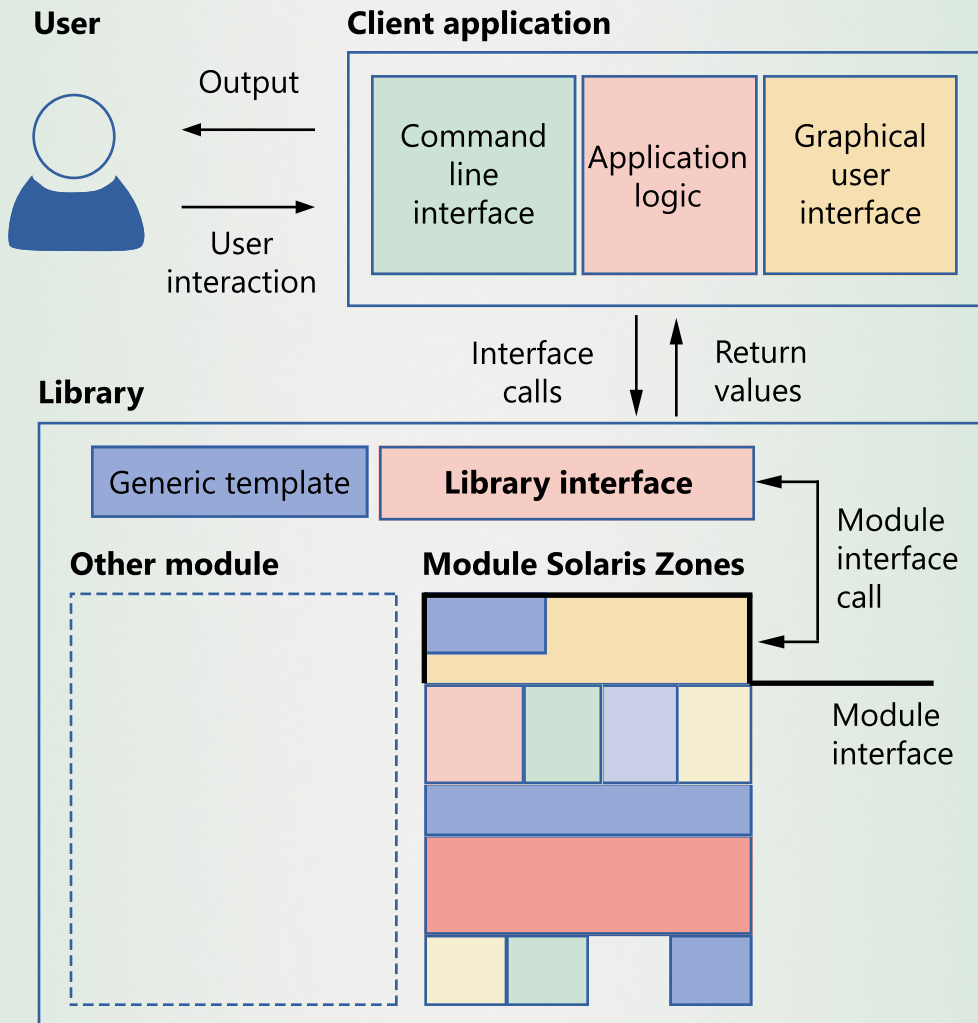 User
Client application
Output
Command
line
interface
Application
logic
Graphical
user
interface
User
interaction
Interface
calls
Return
values
Library
Generic template
Library interface
Module
interface
call
Other module
Module Solaris Zones
Module
interface